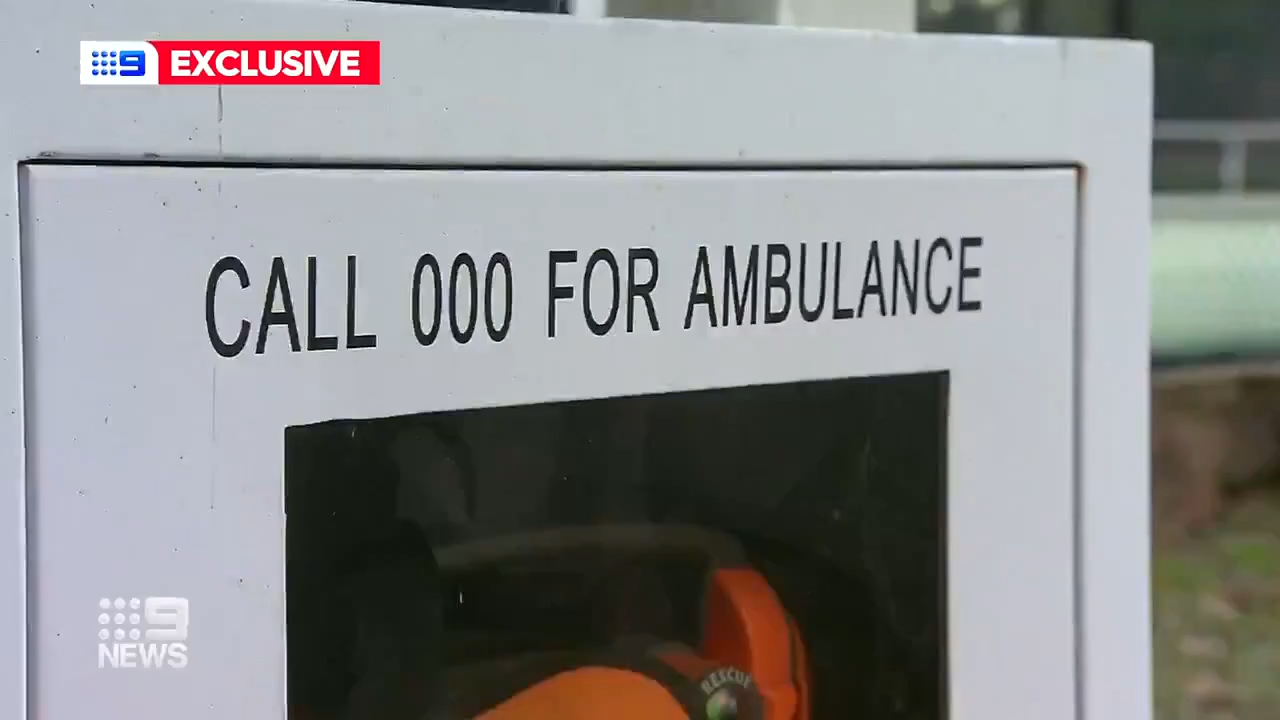 9 EXCLUSIVE
CALL 000 FOR AMBULANCE
RESCUE
9
NEWS